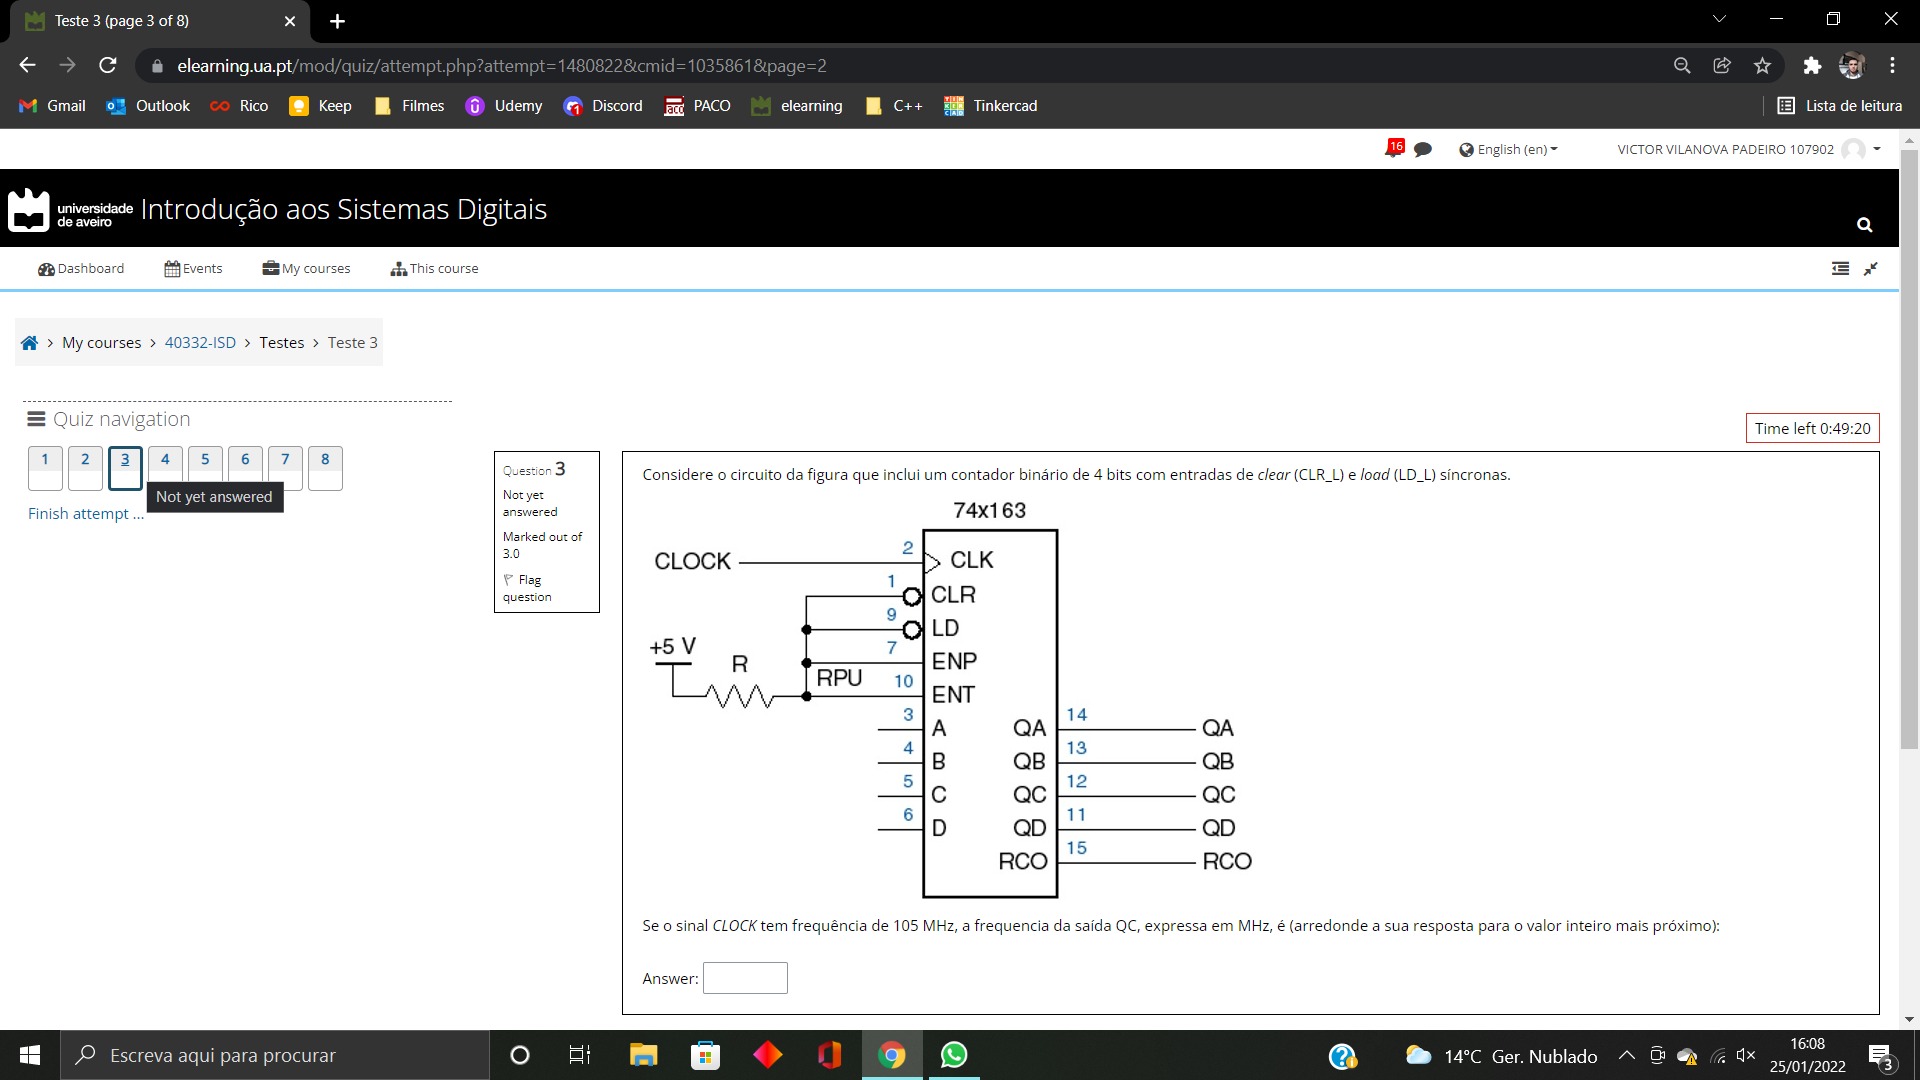 Teste 3 (page 3 of 8)
elearning.ua.pt/mod/quiz/attempt.php?attempt=1480822&cmid=1035861&page=2
Gmail Outlook Rico Keep Filmes Udemy Discord PACO elearning C++ Tinkercad Lista de leitura
16 English (en) VICTOR VILANOVA PADEIRO 107902
universidade de aveiro Introdução aos Sistemas Digitais
Dashboard Events My courses This course
> My courses > 40332-ISD > Testes > Teste 3
Quiz navigation
Time left 0:49:20
1 2 3 4 5 6 7 8
Not yet answered
Finish attempt ...
Question 3
Not yet
answered
Marked out of
3.0
Flag
question
Considere o circuito da figura que inclui um contador binário de 4 bits com entradas de clear (CLR_L) e load (LD_L) síncronas.
74x163
CLOCK 2 CLK
1 CLR
9 LD
+5 V 7 ENP
R RPU 10 ENT
3 A QA 14 QA
4 B QB 13 QB
5 C QC 12 QC
6 D QD 11 QD
RCO 15 RCO
Se o sinal CLOCK tem frequência de 105 MHz, a frequencia da saída QC, expressa em MHz, é (arredonde a sua resposta para o valor inteiro mais próximo):
Answer:
Escreva aqui para procurar
14°C Ger. Nublado
16:08
25/01/2022
3